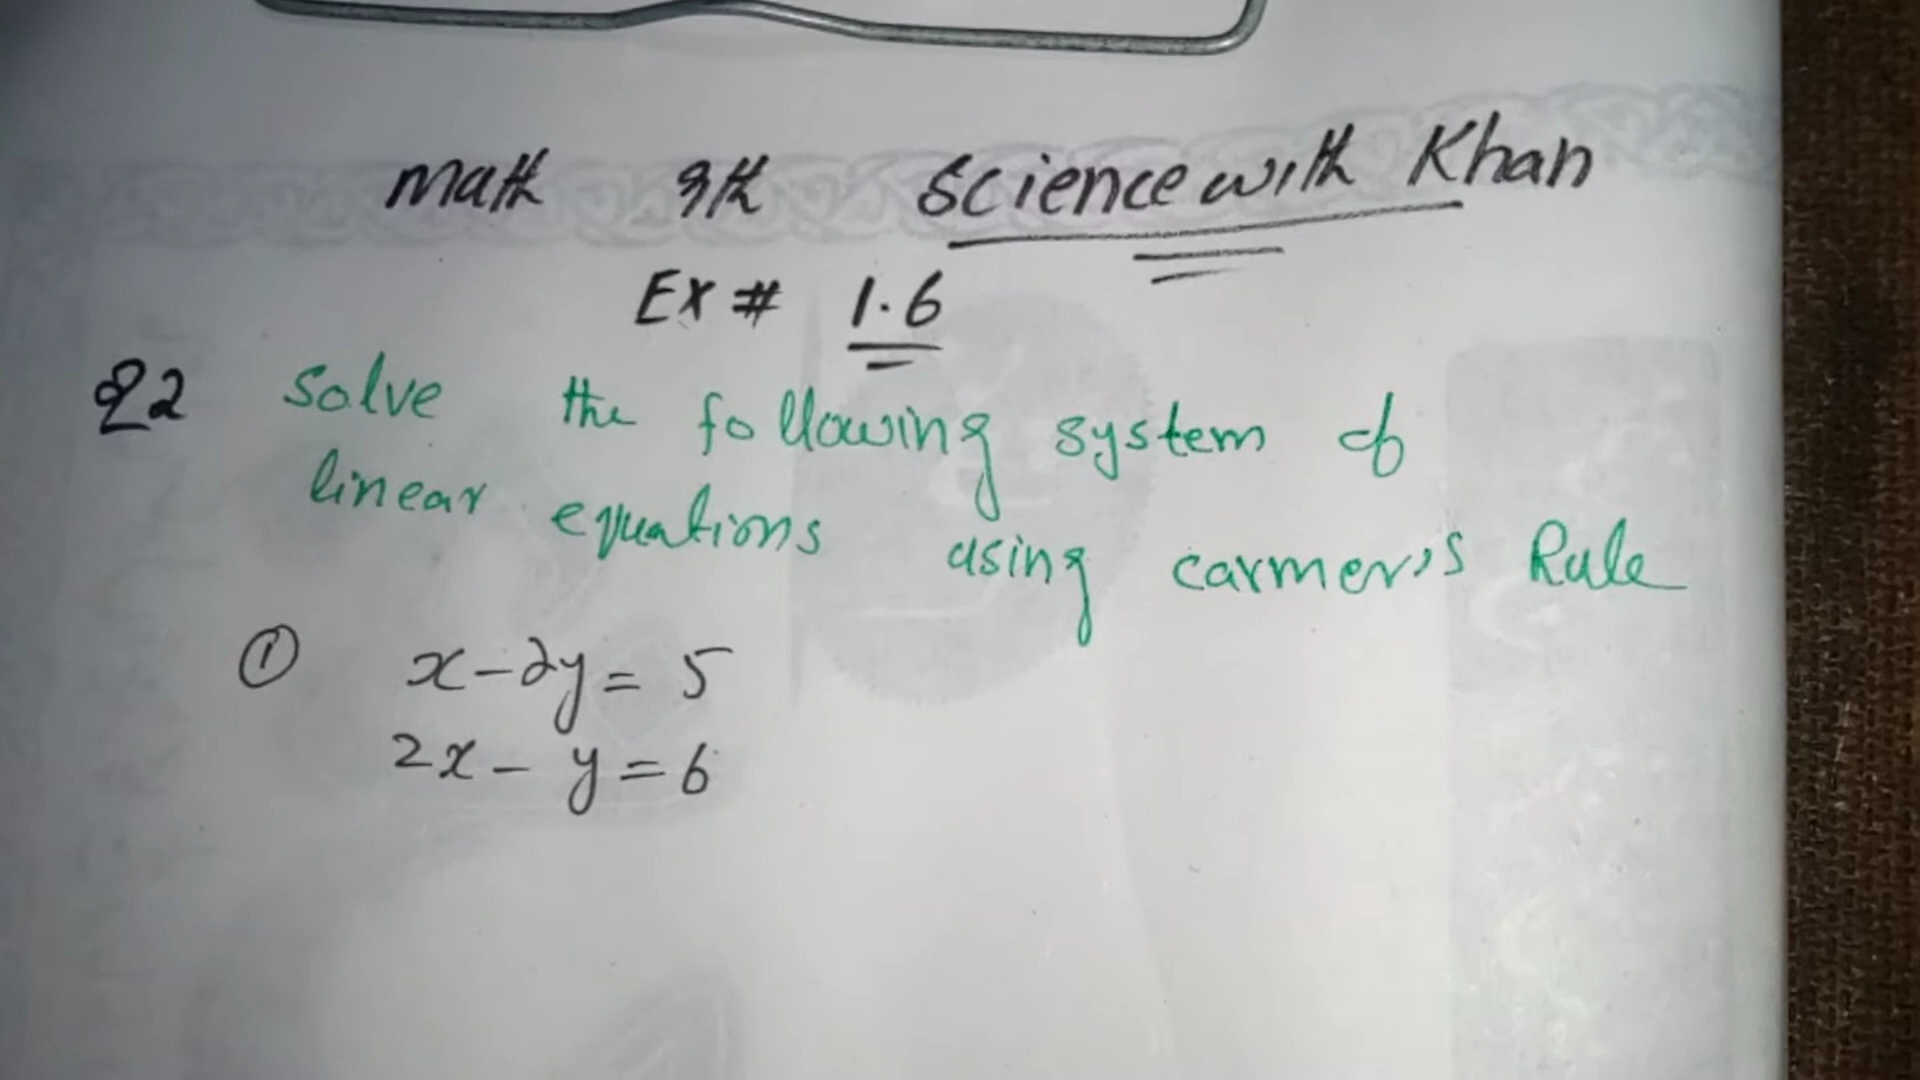 Math 9th Science with Khan
Ex # 1.6
Q2 Solve the following system of
linear equations using carmer's Rule
① x-2y= 5
2x- y=6